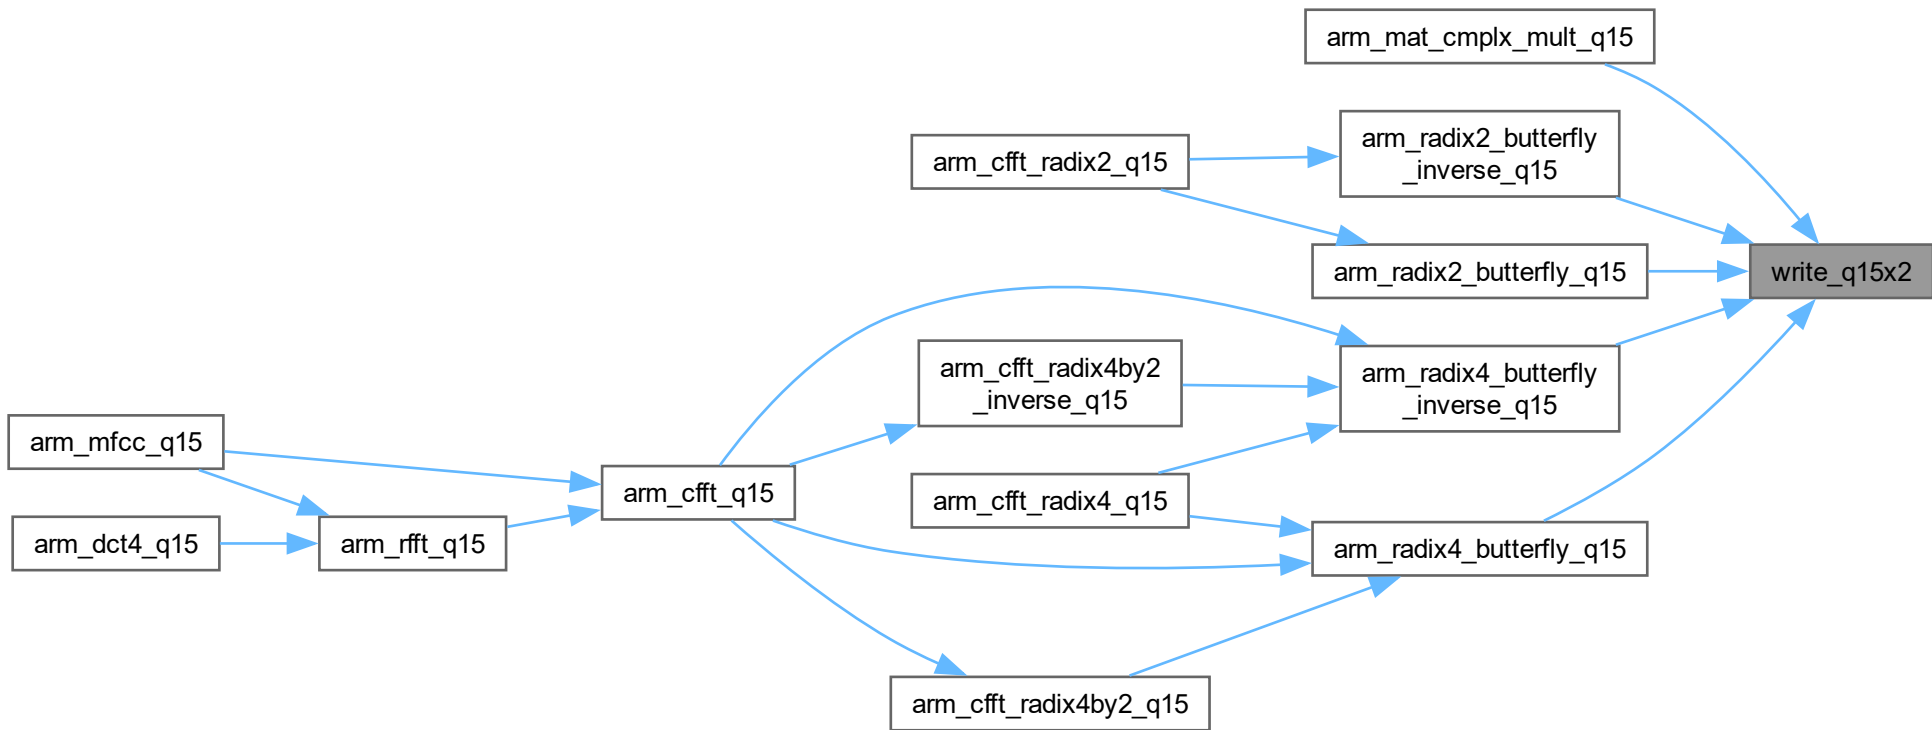 arm_mat_cmplx_mult_q15
arm_radix2_butterfly
_inverse_q15
arm_cfft_radix2_q15
arm_radix2_butterfly_q15
write_q15x2
arm_cfft_radix4by2
_inverse_q15
arm_radix4_butterfly
_inverse_q15
arm_mfcc_q15
arm_cfft_q15
arm_cfft_radix4_q15
arm_dct4_q15
arm_rfft_q15
arm_radix4_butterfly_q15
arm_cfft_radix4by2_q15